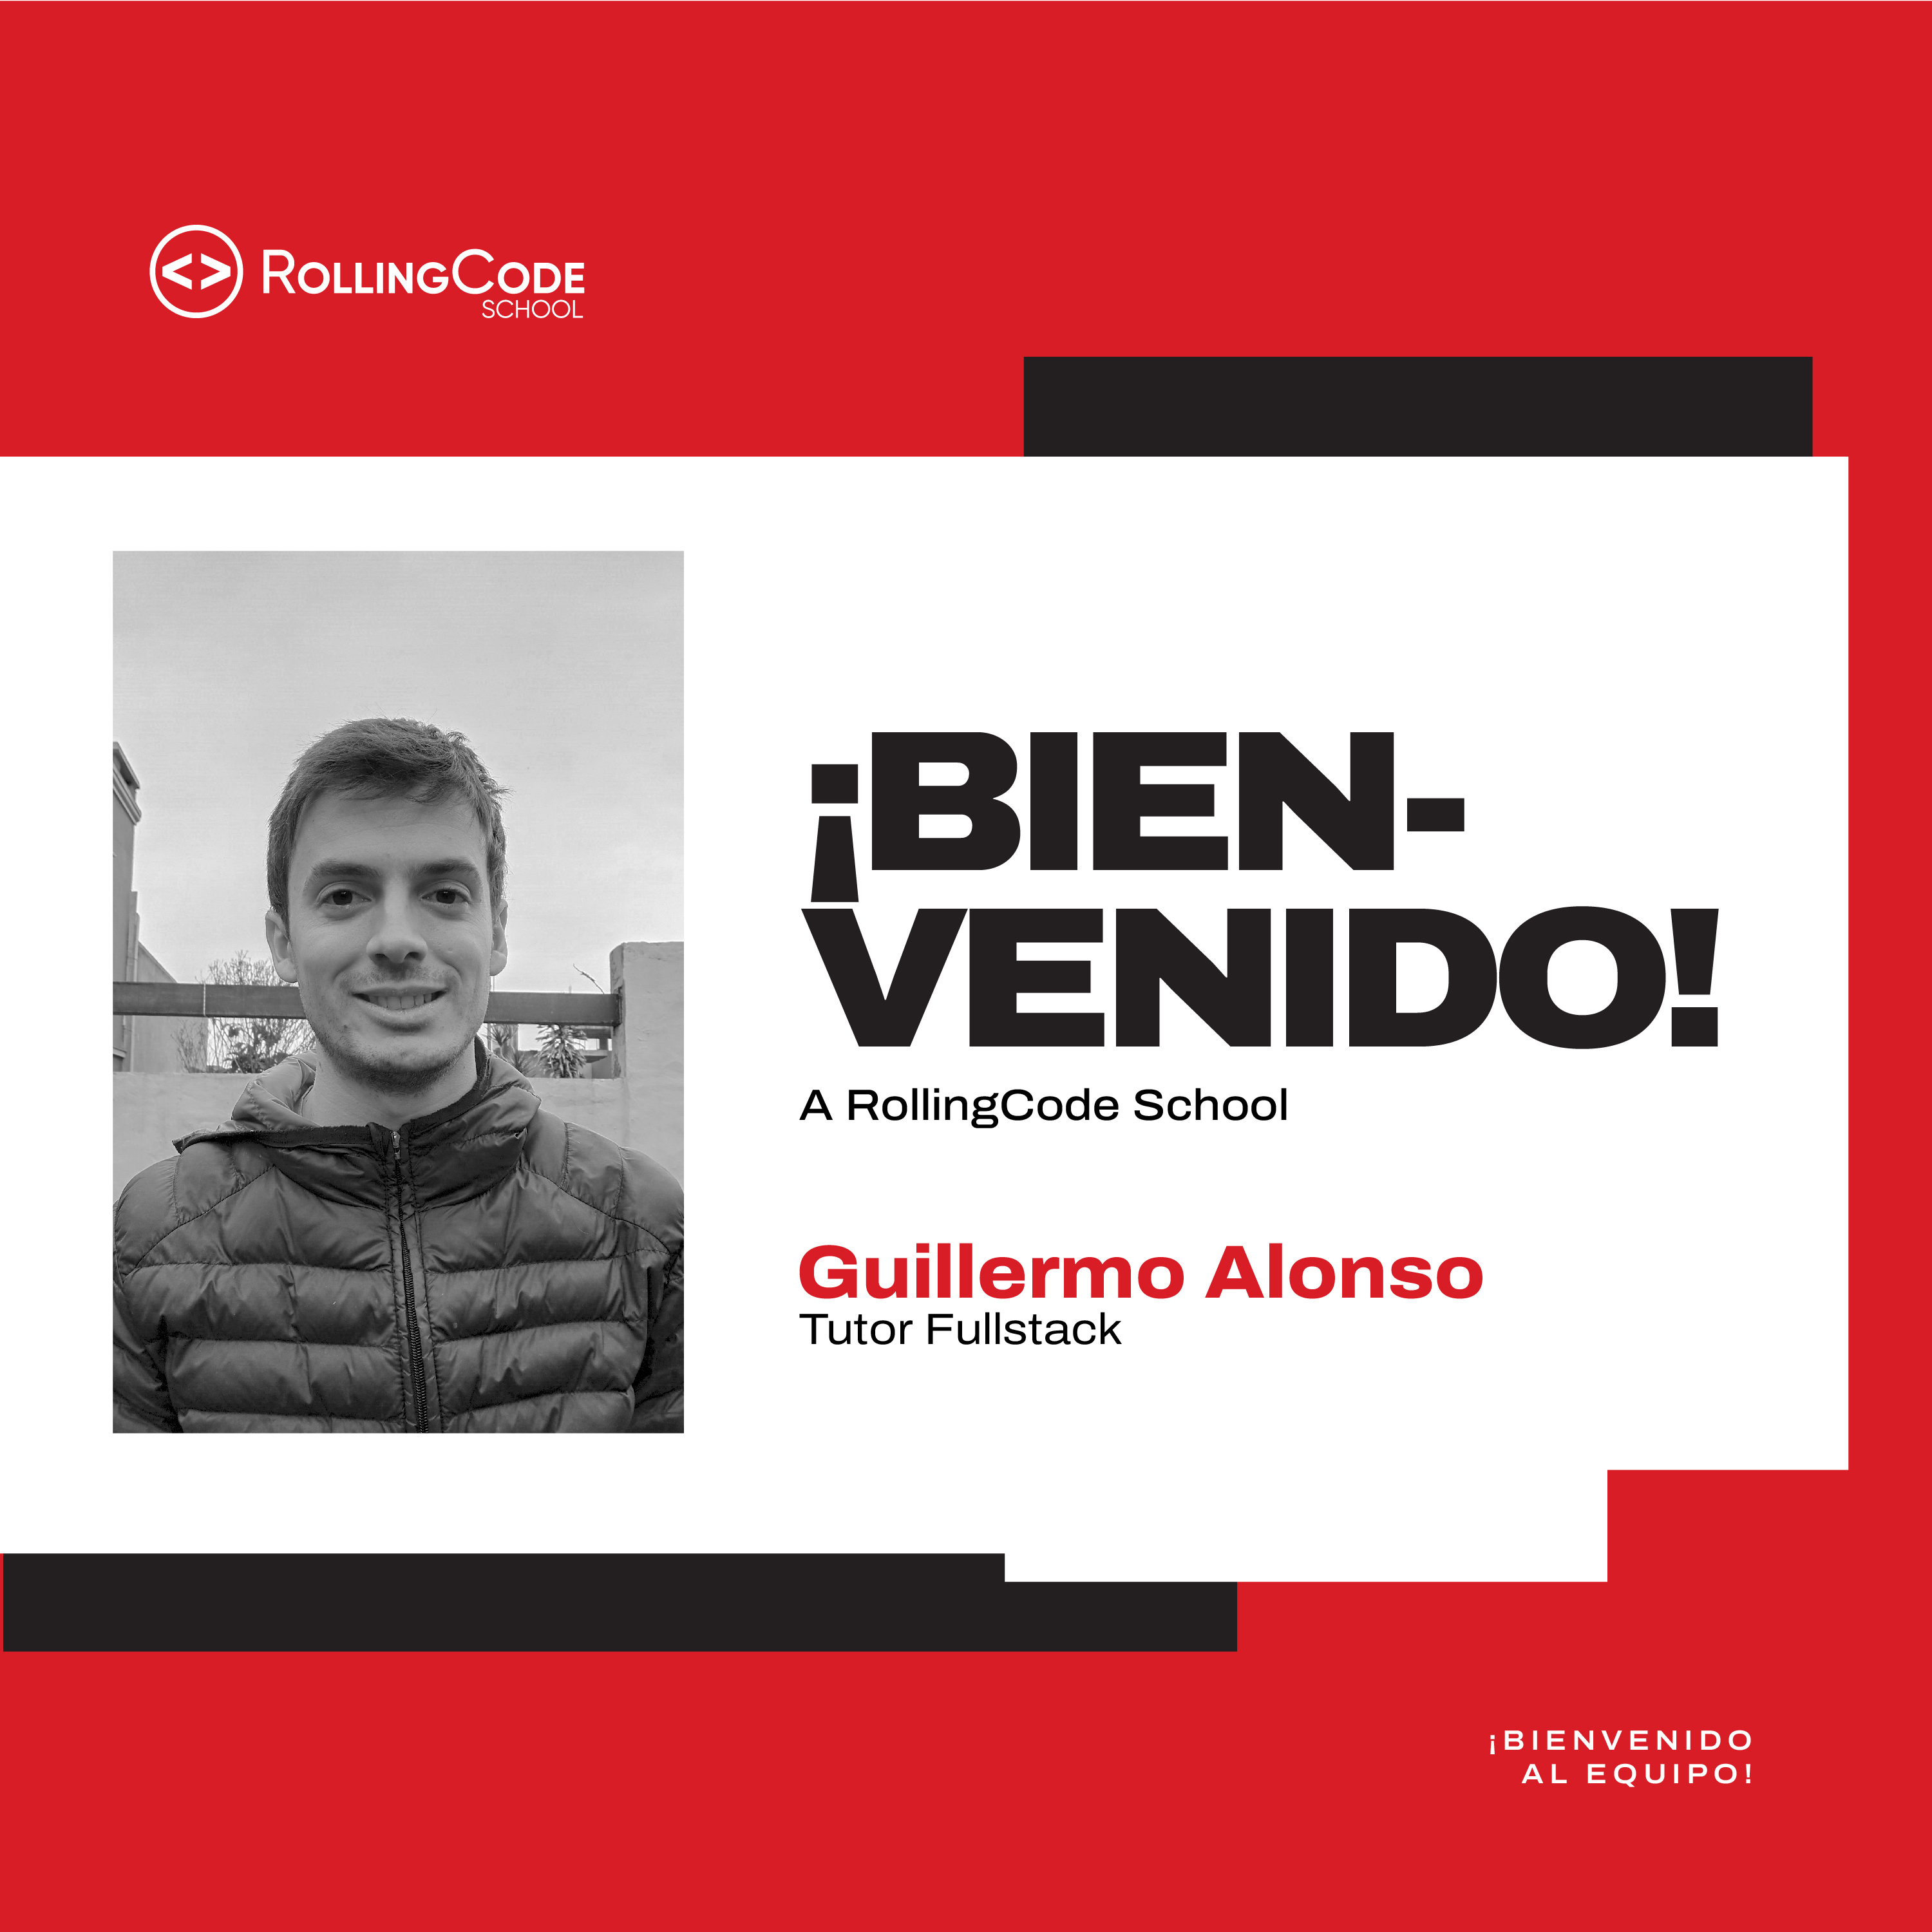 <> ROLLINGCODE
SCHOOL
¡BIEN-
VENIDO!
A RollingCode School
Guillermo Alonso
Tutor Fullstack
¡BIENVENIDO
AL EQUIPO!